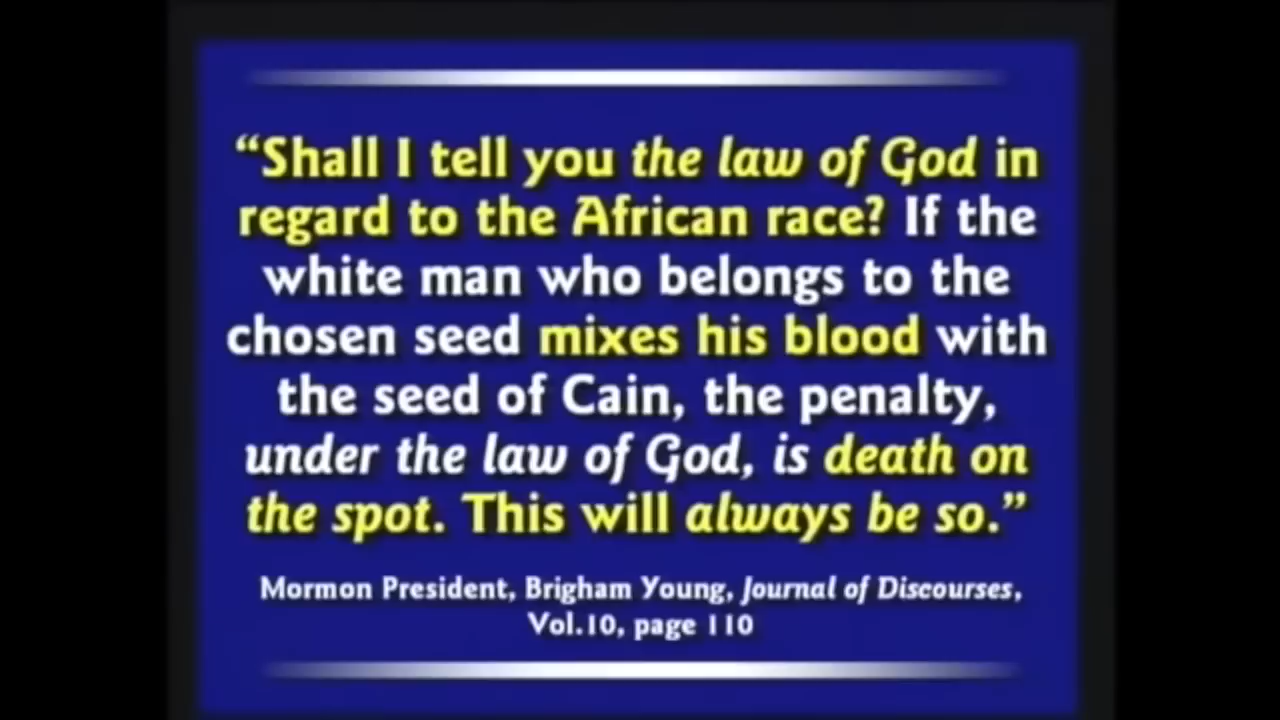 “Shall I tell you the law of God in
regard to the African race? If the
white man who belongs to the
chosen seed mixes his blood with
the seed of Cain, the penalty,
under the law of God, is death on
the spot. This will always be so.”
Mormon President, Brigham Young, Journal of Discourses,
Vol.10, page 110